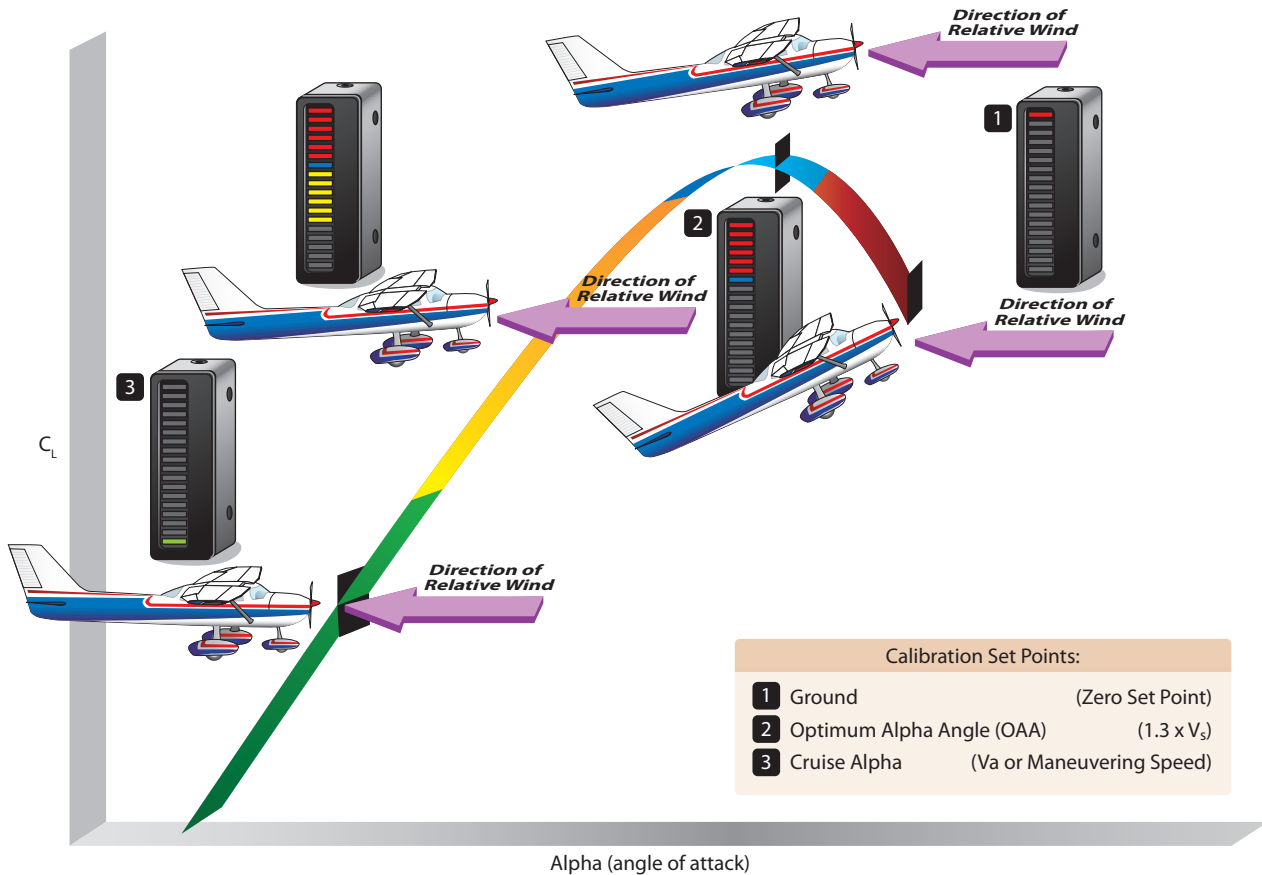 Direction of
Relative Wind
1
2
Direction of
Relative Wind
Direction of
Relative Wind
3
C_L
Direction of
Relative Wind
Calibration Set Points:
1 Ground (Zero Set Point)
2 Optimum Alpha Angle (OAA) (1.3 x Vₛ)
3 Cruise Alpha (Va or Maneuvering Speed)
Alpha (angle of attack)